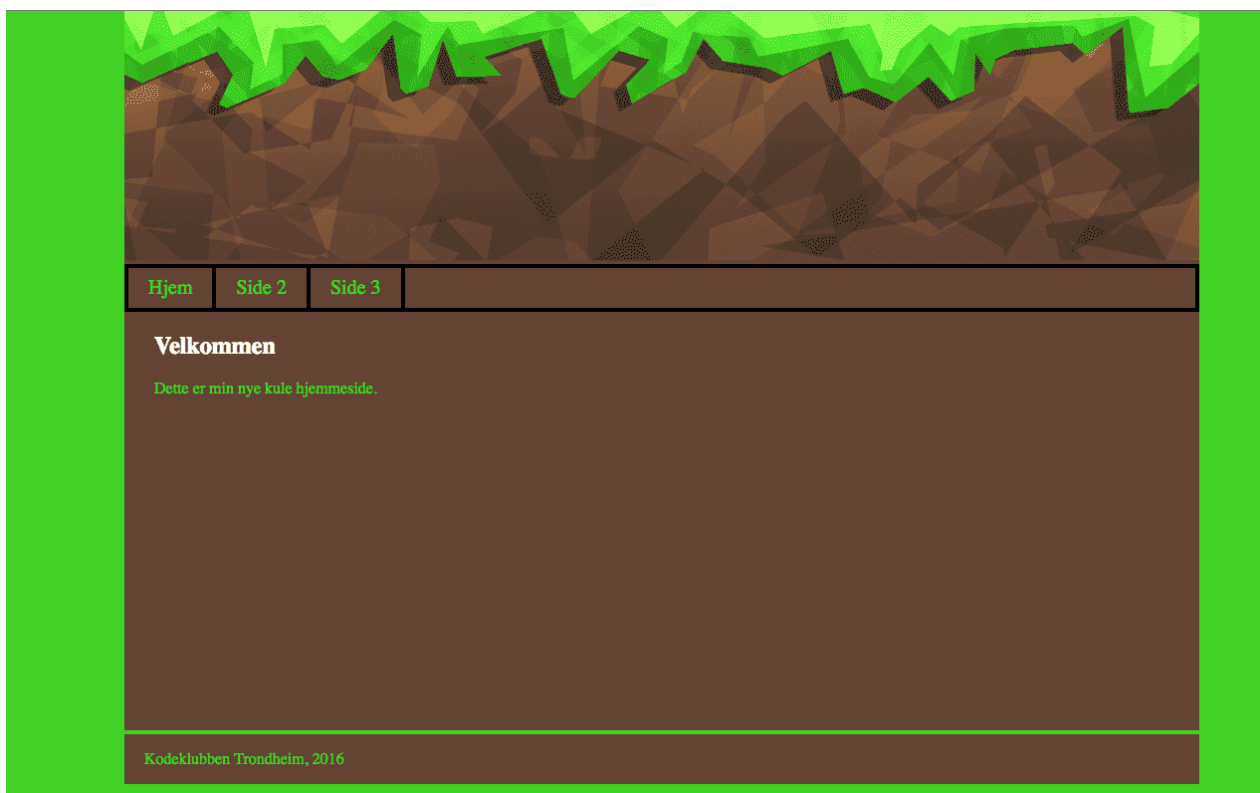 Hjem Side 2 Side 3
Velkommen
Dette er min nye kule hjemmeside.
Kodeklubben Trondheim, 2016